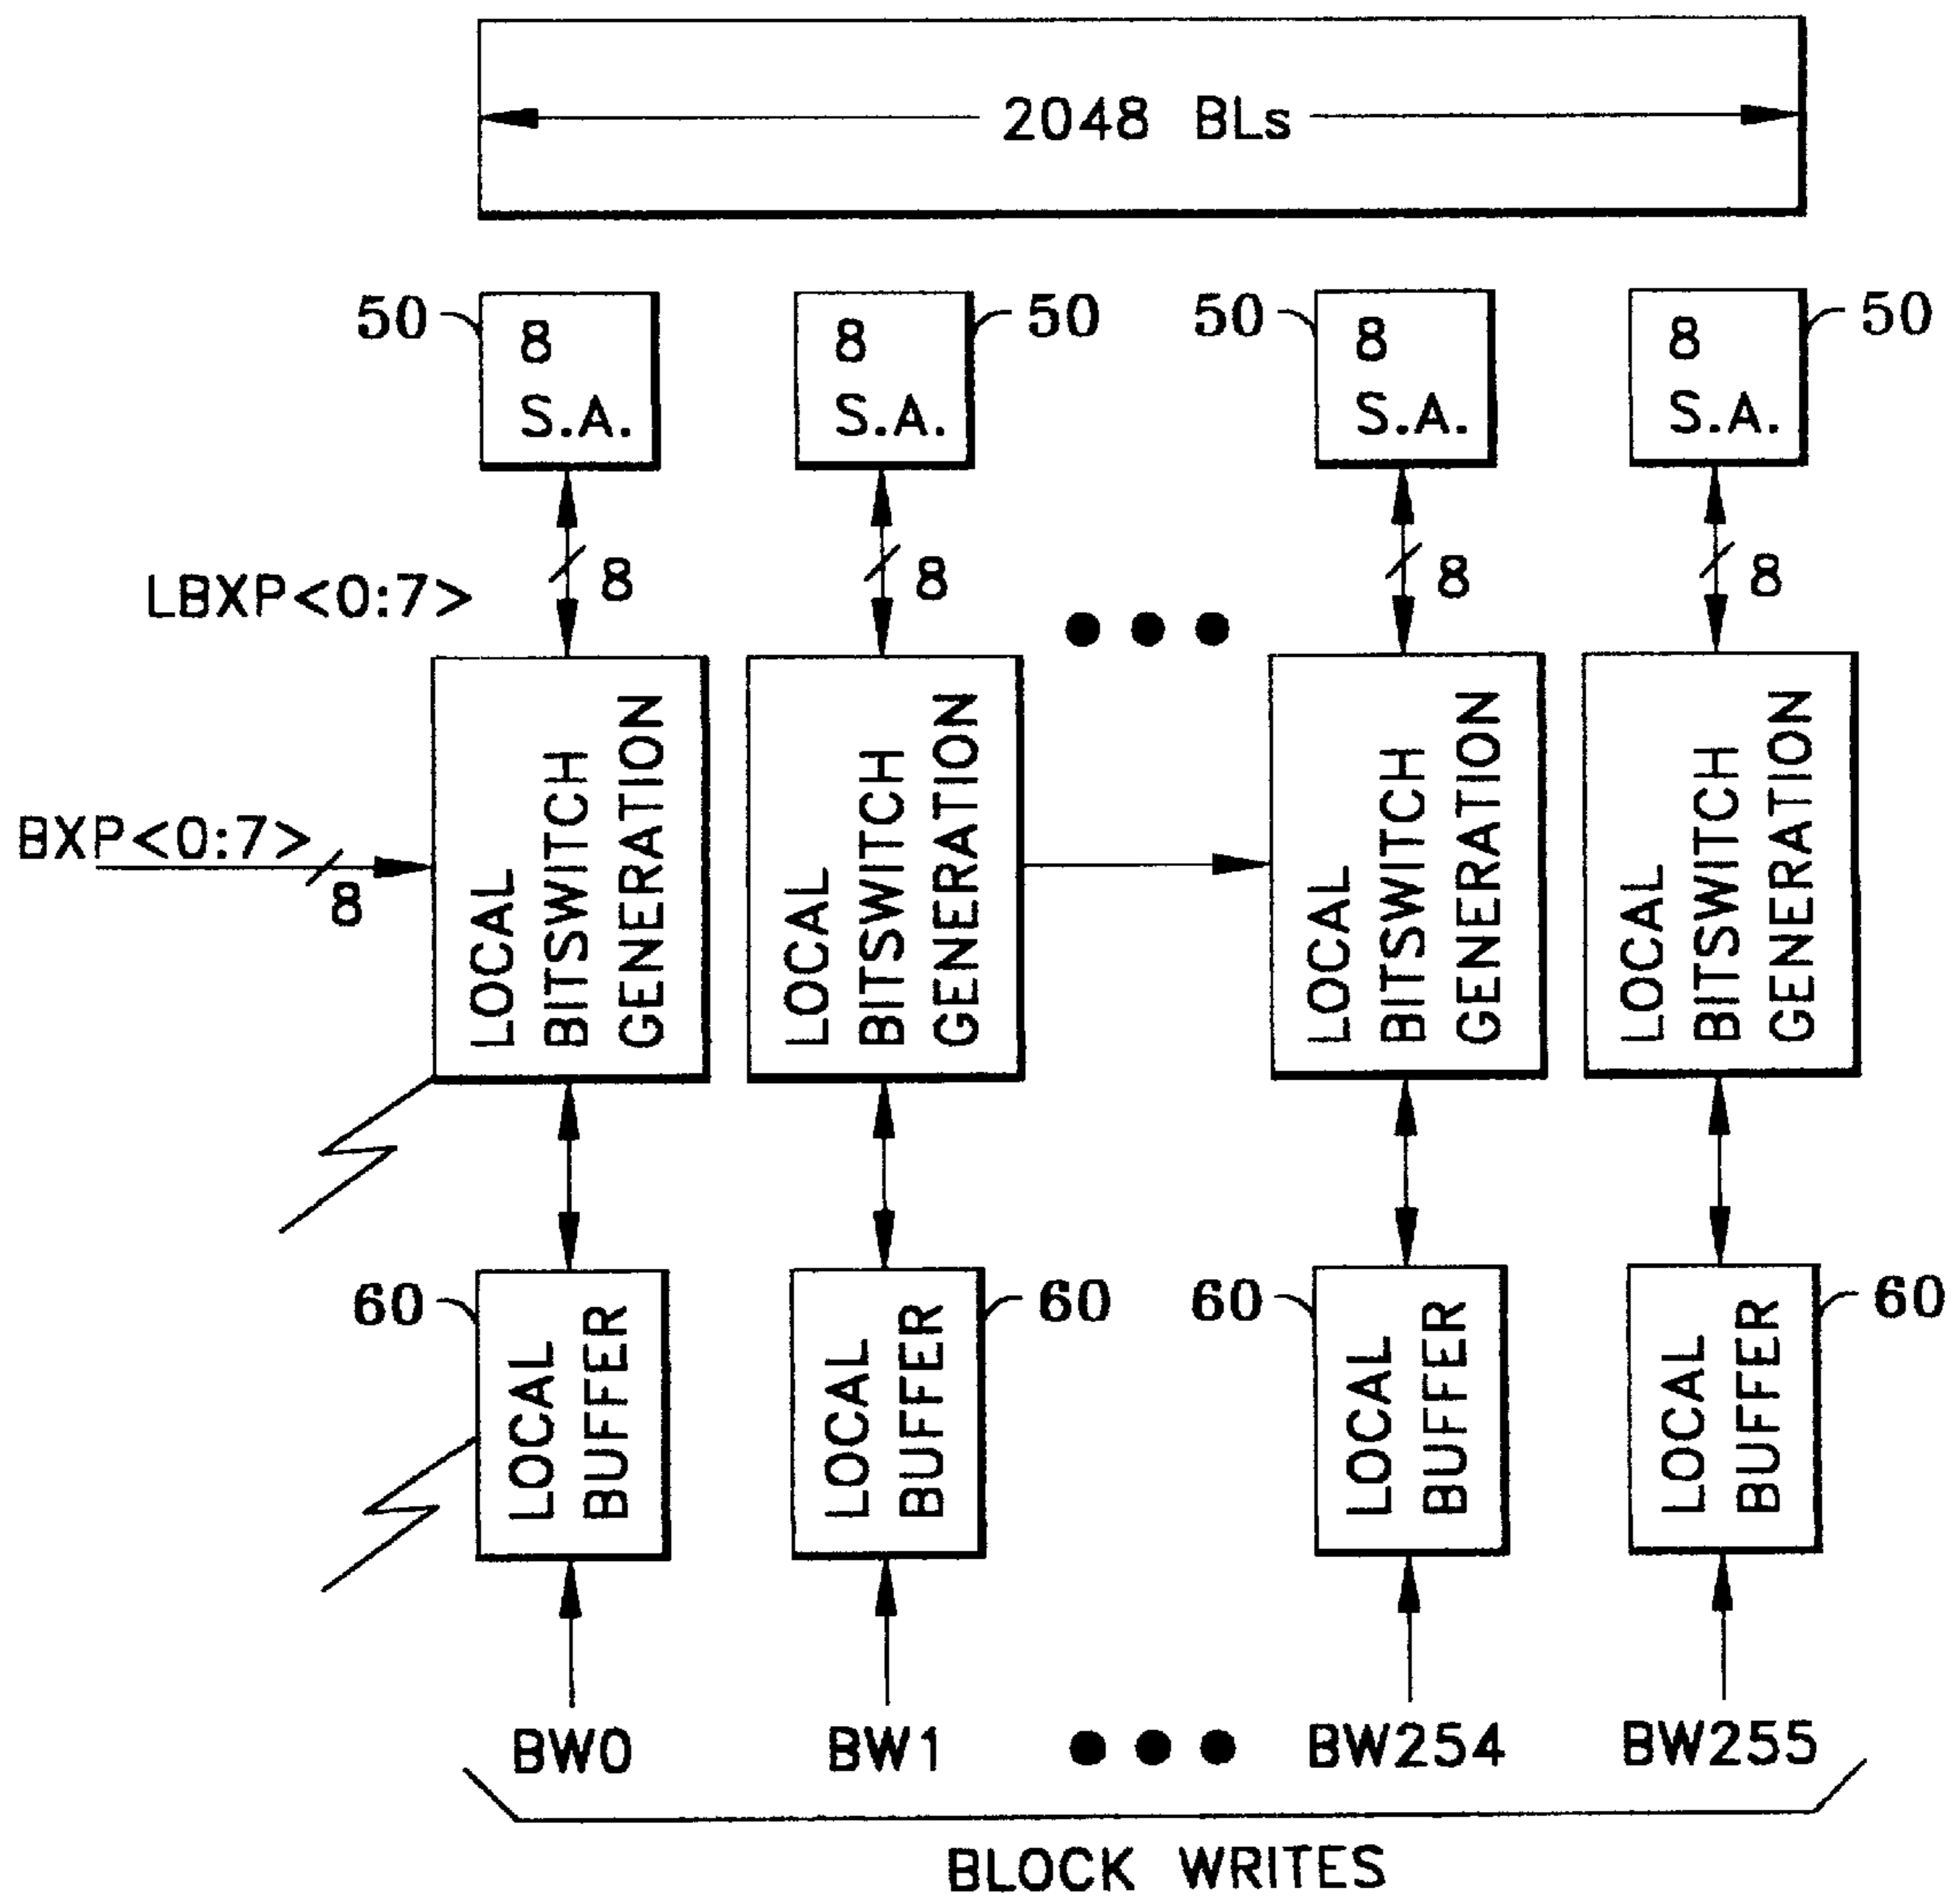 2048 BLs
50
8
S.A.
8
S.A.
50
50
8
S.A.
8
S.A.
50
LBXP<0:7>
8
8
8
8
BXP<0:7>
8
LOCAL
BITSWITCH
GENERATION
LOCAL
BITSWITCH
GENERATION
LOCAL
BITSWITCH
GENERATION
LOCAL
BITSWITCH
GENERATION
60
LOCAL
BUFFER
LOCAL
BUFFER
60
60
LOCAL
BUFFER
LOCAL
BUFFER
60
BW0
BW1
BW254
BW255
BLOCK WRITES